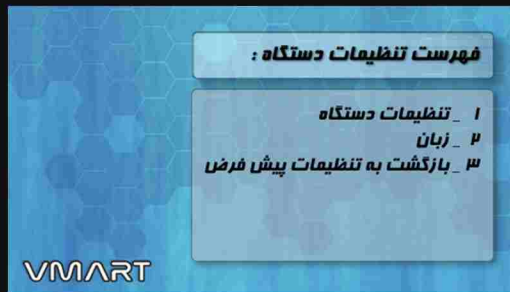 فهرست تنظیمات دستگاه :
۱ _ تنظیمات دستگاه
۲ _ زبان
۳ _ بازگشت به تنظیمات پیش فرض
VMART